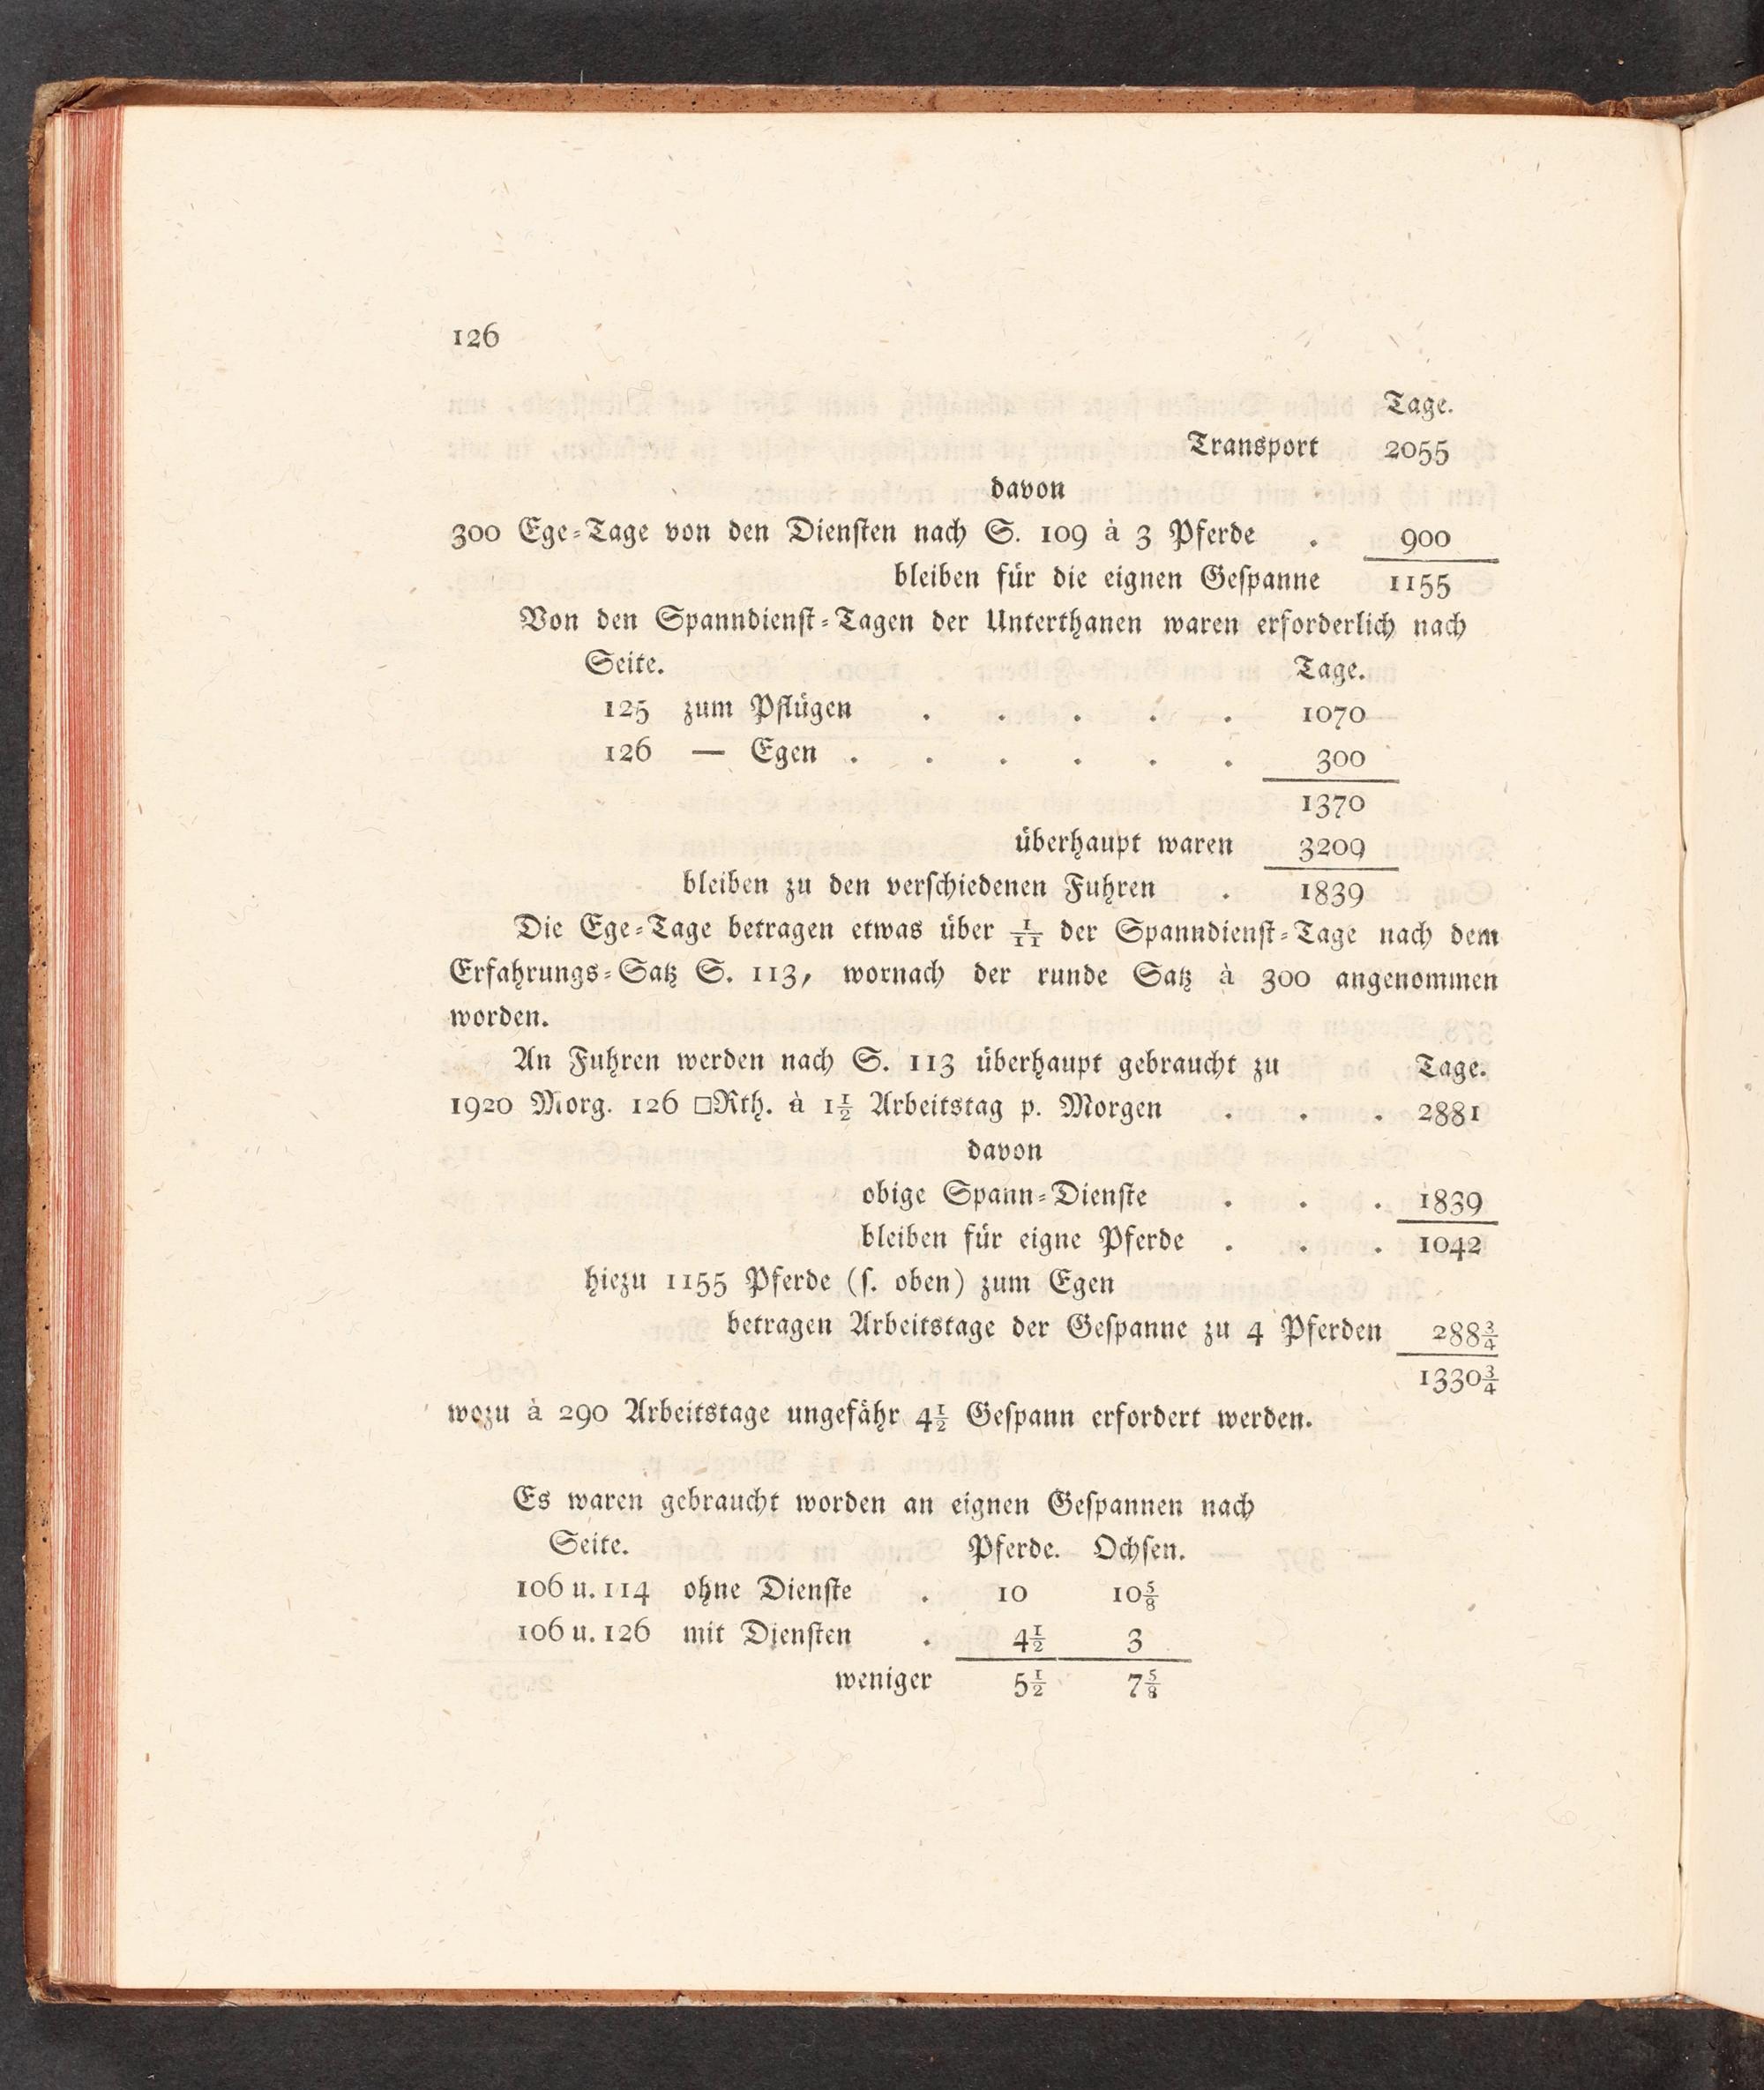 126
Tage.
Transport 2055
davon
300 Ege-Tage von den Dienſten nach S. 109 à 3 Pferde . 900
bleiben für die eignen Geſpanne 1155
Von den Spanndienſt-Tagen der Unterthanen waren erforderlich nach
Seite. Tage.
125 zum Pflügen . . . . . 1070
126 — Egen . . . . . . 300
1370
überhaupt waren 3209
bleiben zu den verſchiedenen Fuhren . 1839
Die Ege-Tage betragen etwas über 1/11 der Spanndienſt-Tage nach dem
Erfahrungs-Satz S. 113, wornach der runde Satz à 300 angenommen
worden.
An Fuhren werden nach S. 113 überhaupt gebraucht zu Tage.
1920 Morg. 126 □Rth. à 1½ Arbeitstag p. Morgen . . . 2881
davon
obige Spann-Dienſte . . . 1839
bleiben für eigne Pferde . . . 1042
hiezu 1155 Pferde (ſ. oben) zum Egen
betragen Arbeitstage der Geſpanne zu 4 Pferden 288¾
1330¾
wozu à 290 Arbeitstage ungefähr 4½ Geſpann erfordert werden.
Es waren gebraucht worden an eignen Geſpannen nach
Seite. Pferde. Ochſen.
106 u. 114 ohne Dienſte . 10 10⅝
106 u. 126 mit Dienſten . 4½ 3
weniger 5½ 7⅝